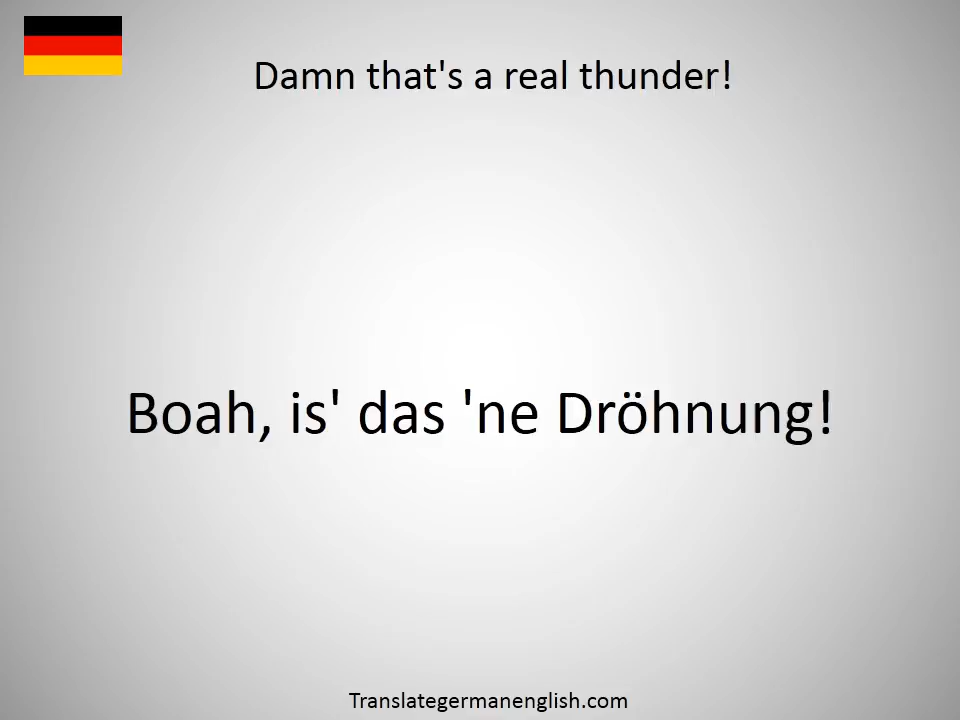 Damn that's a real thunder!
Boah, is' das 'ne Dröhnung!
Translategermanenglish.com